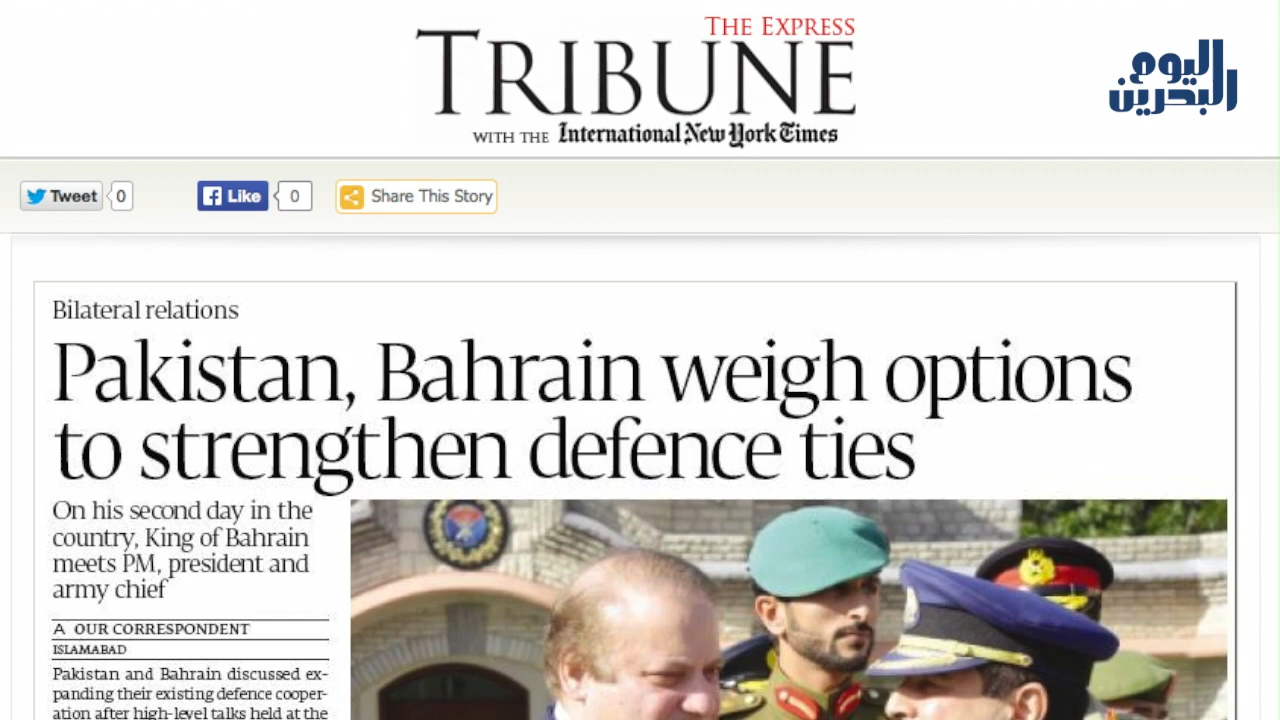 THE EXPRESS
TRIBUNE
WITH THE International New York Times
اليوم
البحرين
Tweet 0 Like 0 Share This Story
Bilateral relations
Pakistan, Bahrain weigh options
to strengthen defence ties
On his second day in the
country, King of Bahrain
meets PM, president and
army chief
A OUR CORRESPONDENT
ISLAMABAD
Pakistan and Bahrain discussed ex-
panding their existing defence cooper-
ation after high-level talks held at the